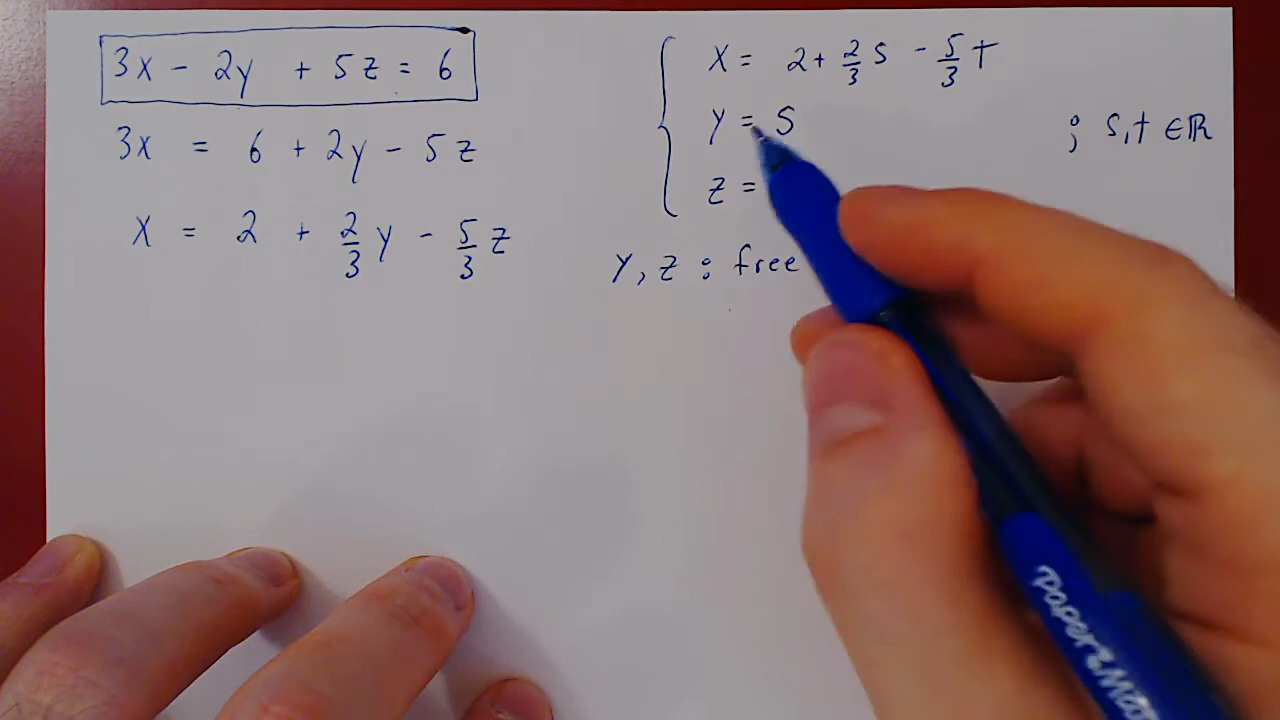 3x - 2y + 5z = 6
3x = 6 + 2y - 5z
x = 2 + 2/3 y - 5/3 z
x = 2 + 2/3 s - 5/3 t
y = s
z =
; s, t ∈ ℝ
y, z : free
PaperMate